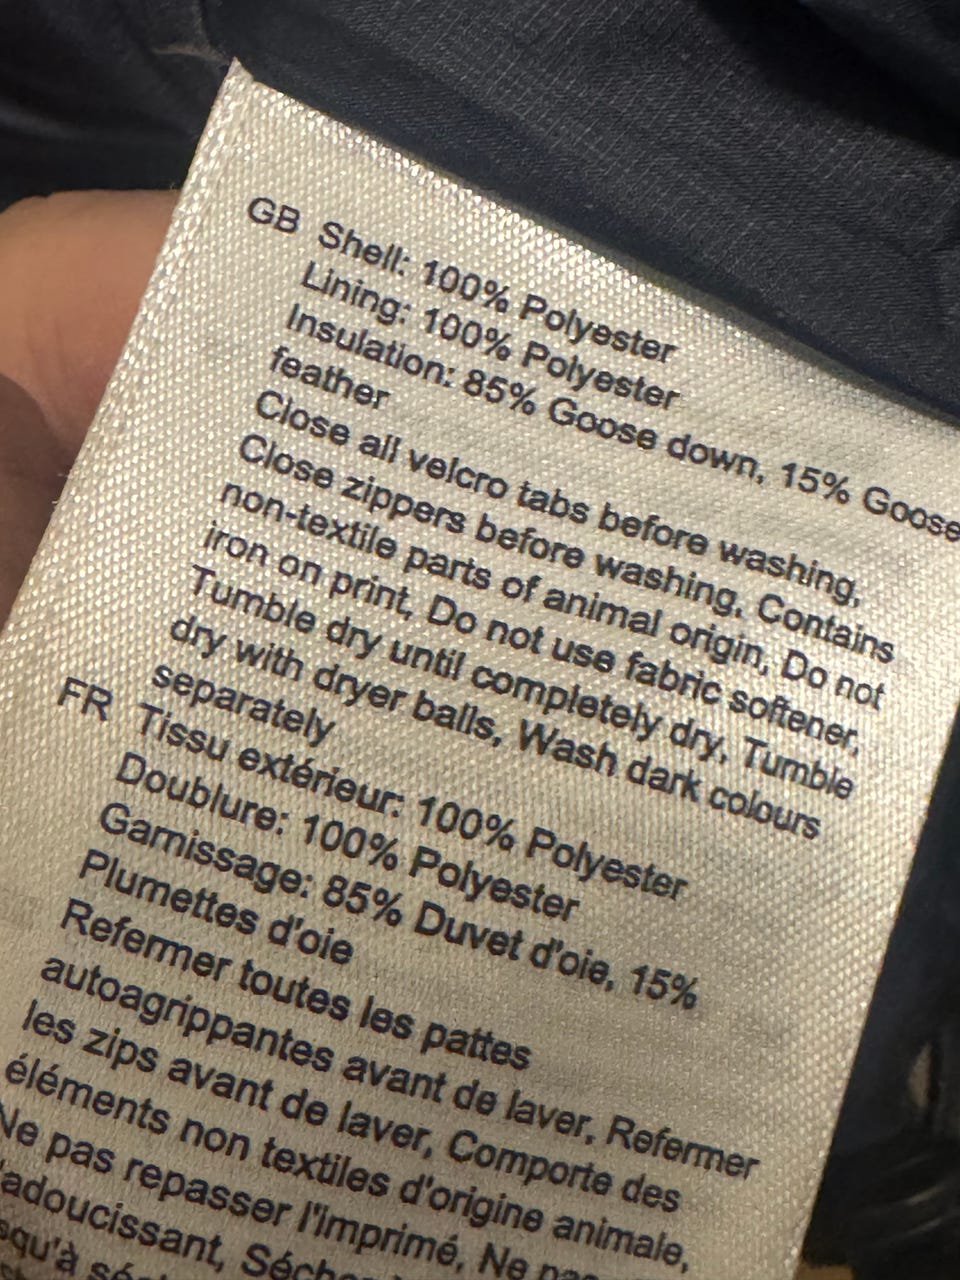 GB Shell: 100% Polyester
Lining: 100% Polyester
Insulation: 85% Goose down, 15% Goose
feather
Close all velcro tabs before washing,
Close zippers before washing, Contains
non-textile parts of animal origin, Do not
iron on print, Do not use fabric softener,
Tumble dry until completely dry, Tumble
dry with dryer balls, Wash dark colours
separately
FR Tissu extérieur: 100% Polyester
Doublure: 100% Polyester
Garnissage: 85% Duvet d'oie, 15%
Plumettes d'oie
Refermer toutes les pattes
autoagrippantes avant de laver, Refermer
les zips avant de laver, Comporte des
éléments non textiles d'origine animale,
Ne pas repasser l'imprimé, Ne
l'adoucissant,